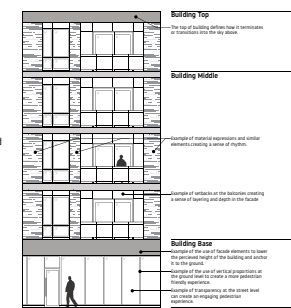 Building Top
The top of building defines how it terminates
or transitions into the sky above.
Building Middle
Example of material expressions and similar
elements creating a sense of rhythm.
Example of setbacks at the balconies creating
a sense of layering and depth in the facade
Building Base
Example of the use of facade elements to lower
the percieved height of the building and anchor
it to the ground.
Example of the use of vertical proportions at
the ground level to create a more pedestrian
friendly experience.
Example of transparency at the street level
can create an engaging pedestrian
experience.